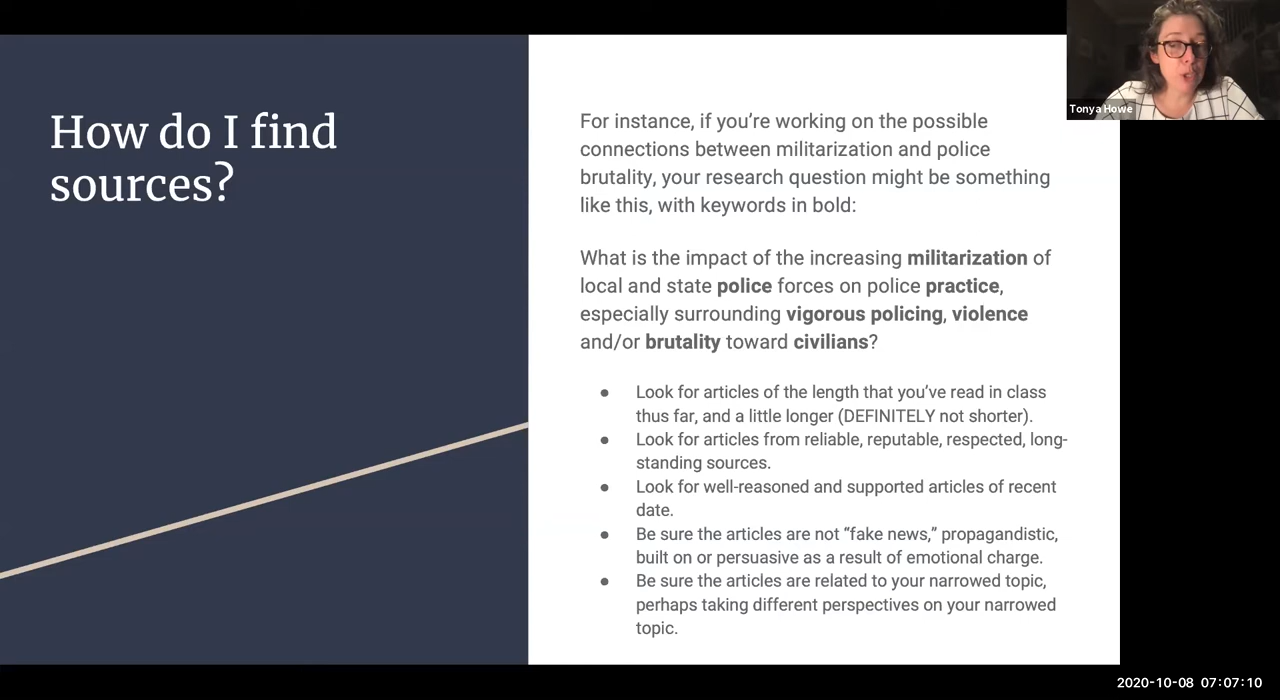 How do I find
sources?
For instance, if you’re working on the possible
connections between militarization and police
brutality, your research question might be something
like this, with keywords in bold:
What is the impact of the increasing militarization of
local and state police forces on police practice,
especially surrounding vigorous policing, violence
and/or brutality toward civilians?
● Look for articles of the length that you’ve read in class
thus far, and a little longer (DEFINITELY not shorter).
● Look for articles from reliable, reputable, respected, long-
standing sources.
● Look for well-reasoned and supported articles of recent
date.
● Be sure the articles are not “fake news,” propagandistic,
built on or persuasive as a result of emotional charge.
● Be sure the articles are related to your narrowed topic,
perhaps taking different perspectives on your narrowed
topic.
Tonya Howe
2020-10-08 07:07:10